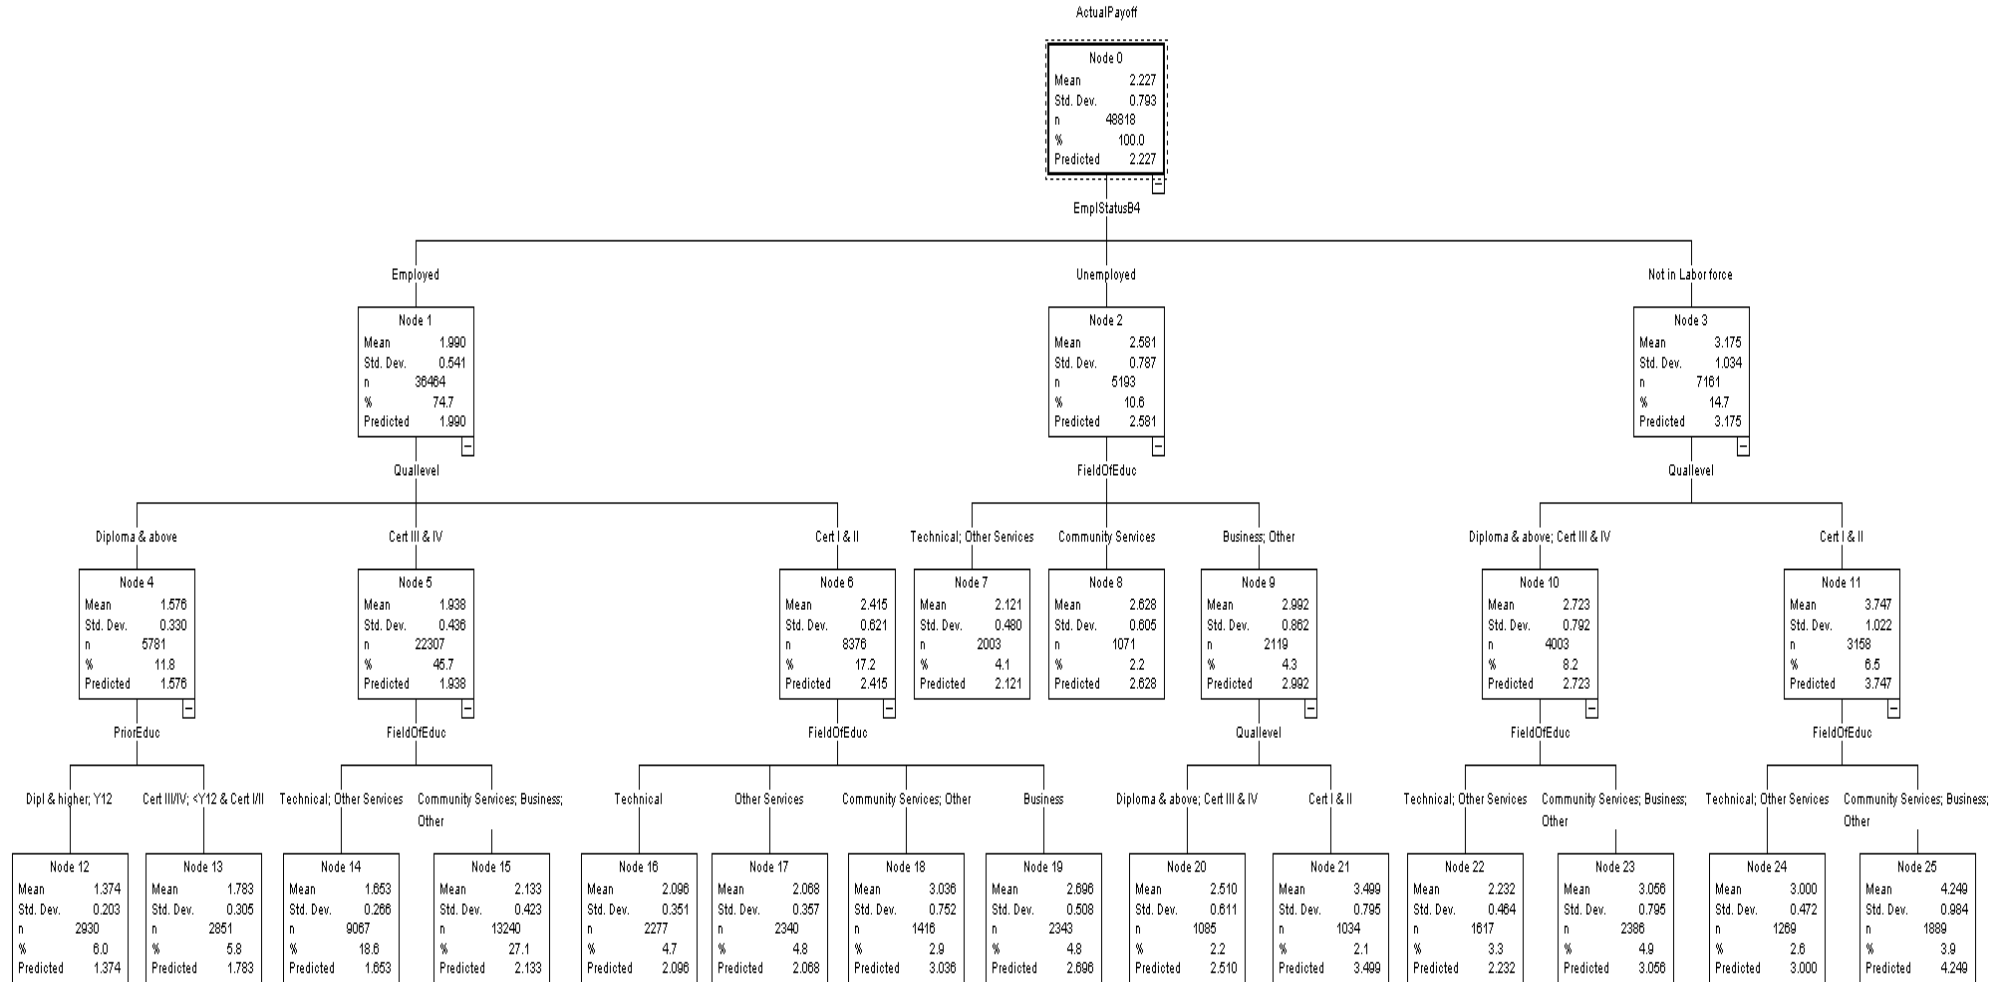 ActualPayoff
Node 0
Mean 2.227
Std. Dev. 0.793
n 48818
% 100.0
Predicted 2.227
EmplStatusB4
Employed
Unemployed
Not in Labor force
Node 1
Mean 1.990
Std. Dev. 0.541
n 36464
% 74.7
Predicted 1.990
Node 2
Mean 2.581
Std. Dev. 0.787
n 5193
% 10.6
Predicted 2.581
Node 3
Mean 3.175
Std. Dev. 1.034
n 7161
% 14.7
Predicted 3.175
Quallevel
FieldOfEduc
Quallevel
Diploma & above
Cert III & IV
Cert I & II
Technical; Other Services
Community Services
Business; Other
Diploma & above; Cert III & IV
Cert I & II
Node 4
Mean 1.576
Std. Dev. 0.330
n 5781
% 11.8
Predicted 1.576
Node 5
Mean 1.938
Std. Dev. 0.436
n 22307
% 45.7
Predicted 1.938
Node 6
Mean 2.415
Std. Dev. 0.621
n 8376
% 17.2
Predicted 2.415
Node 7
Mean 2.121
Std. Dev. 0.480
n 2003
% 4.1
Predicted 2.121
Node 8
Mean 2.628
Std. Dev. 0.605
n 1071
% 2.2
Predicted 2.628
Node 9
Mean 2.992
Std. Dev. 0.862
n 2119
% 4.3
Predicted 2.992
Node 10
Mean 2.723
Std. Dev. 0.792
n 4003
% 8.2
Predicted 2.723
Node 11
Mean 3.747
Std. Dev. 1.022
n 3158
% 6.5
Predicted 3.747
PriorEduc
FieldOfEduc
FieldOfEduc
Quallevel
FieldOfEduc
FieldOfEduc
Dipl & higher; Y12
Cert III/IV; <Y12 & Cert I/II
Technical; Other Services
Community Services; Business;
Other
Technical
Other Services
Community Services; Other
Business
Diploma & above; Cert III & IV
Cert I & II
Technical; Other Services
Community Services; Business;
Other
Technical; Other Services
Community Services; Business;
Other
Node 12
Mean 1.374
Std. Dev. 0.203
n 2930
% 6.0
Predicted 1.374
Node 13
Mean 1.783
Std. Dev. 0.305
n 2851
% 5.8
Predicted 1.783
Node 14
Mean 1.653
Std. Dev. 0.266
n 9067
% 18.6
Predicted 1.653
Node 15
Mean 2.133
Std. Dev. 0.423
n 13240
% 27.1
Predicted 2.133
Node 16
Mean 2.096
Std. Dev. 0.351
n 2277
% 4.7
Predicted 2.096
Node 17
Mean 2.068
Std. Dev. 0.357
n 2340
% 4.8
Predicted 2.068
Node 18
Mean 3.036
Std. Dev. 0.752
n 1416
% 2.9
Predicted 3.036
Node 19
Mean 2.696
Std. Dev. 0.508
n 2343
% 4.8
Predicted 2.696
Node 20
Mean 2.510
Std. Dev. 0.611
n 1085
% 2.2
Predicted 2.510
Node 21
Mean 3.499
Std. Dev. 0.795
n 1034
% 2.1
Predicted 3.499
Node 22
Mean 2.232
Std. Dev. 0.464
n 1617
% 3.3
Predicted 2.232
Node 23
Mean 3.056
Std. Dev. 0.795
n 2386
% 4.9
Predicted 3.056
Node 24
Mean 3.000
Std. Dev. 0.472
n 1269
% 2.6
Predicted 3.000
Node 25
Mean 4.249
Std. Dev. 0.984
n 1889
% 3.9
Predicted 4.249